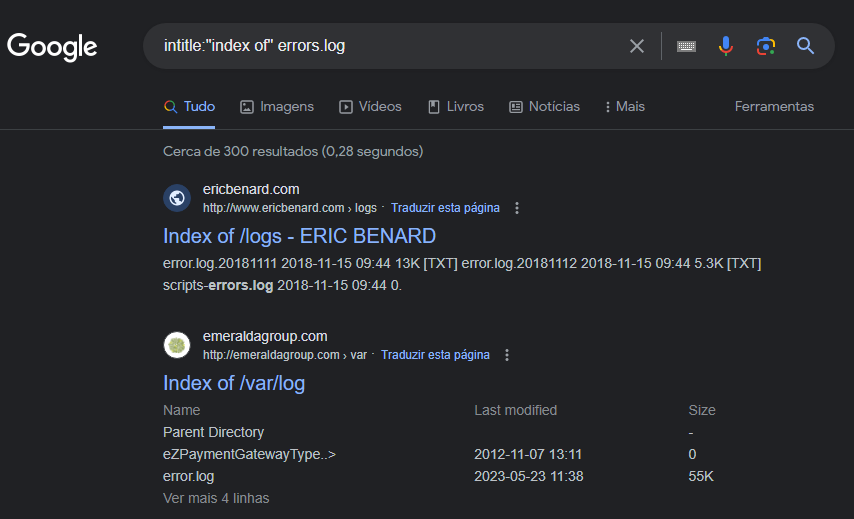 Google
intitle:"index of" errors.log
Tudo Imagens Vídeos Livros Notícias Mais Ferramentas
Cerca de 300 resultados (0,28 segundos)
ericbenard.com
http://www.ericbenard.com › logs · Traduzir esta página
Index of /logs - ERIC BENARD
error.log.20181111 2018-11-15 09:44 13K [TXT] error.log.20181112 2018-11-15 09:44 5.3K [TXT]
scripts-errors.log 2018-11-15 09:44 0.
emeraldagroup.com
http://emeraldagroup.com › var · Traduzir esta página
Index of /var/log
Name Last modified Size
Parent Directory -
eZPaymentGatewayType..> 2012-11-07 13:11 0
error.log 2023-05-23 11:38 55K
Ver mais 4 linhas